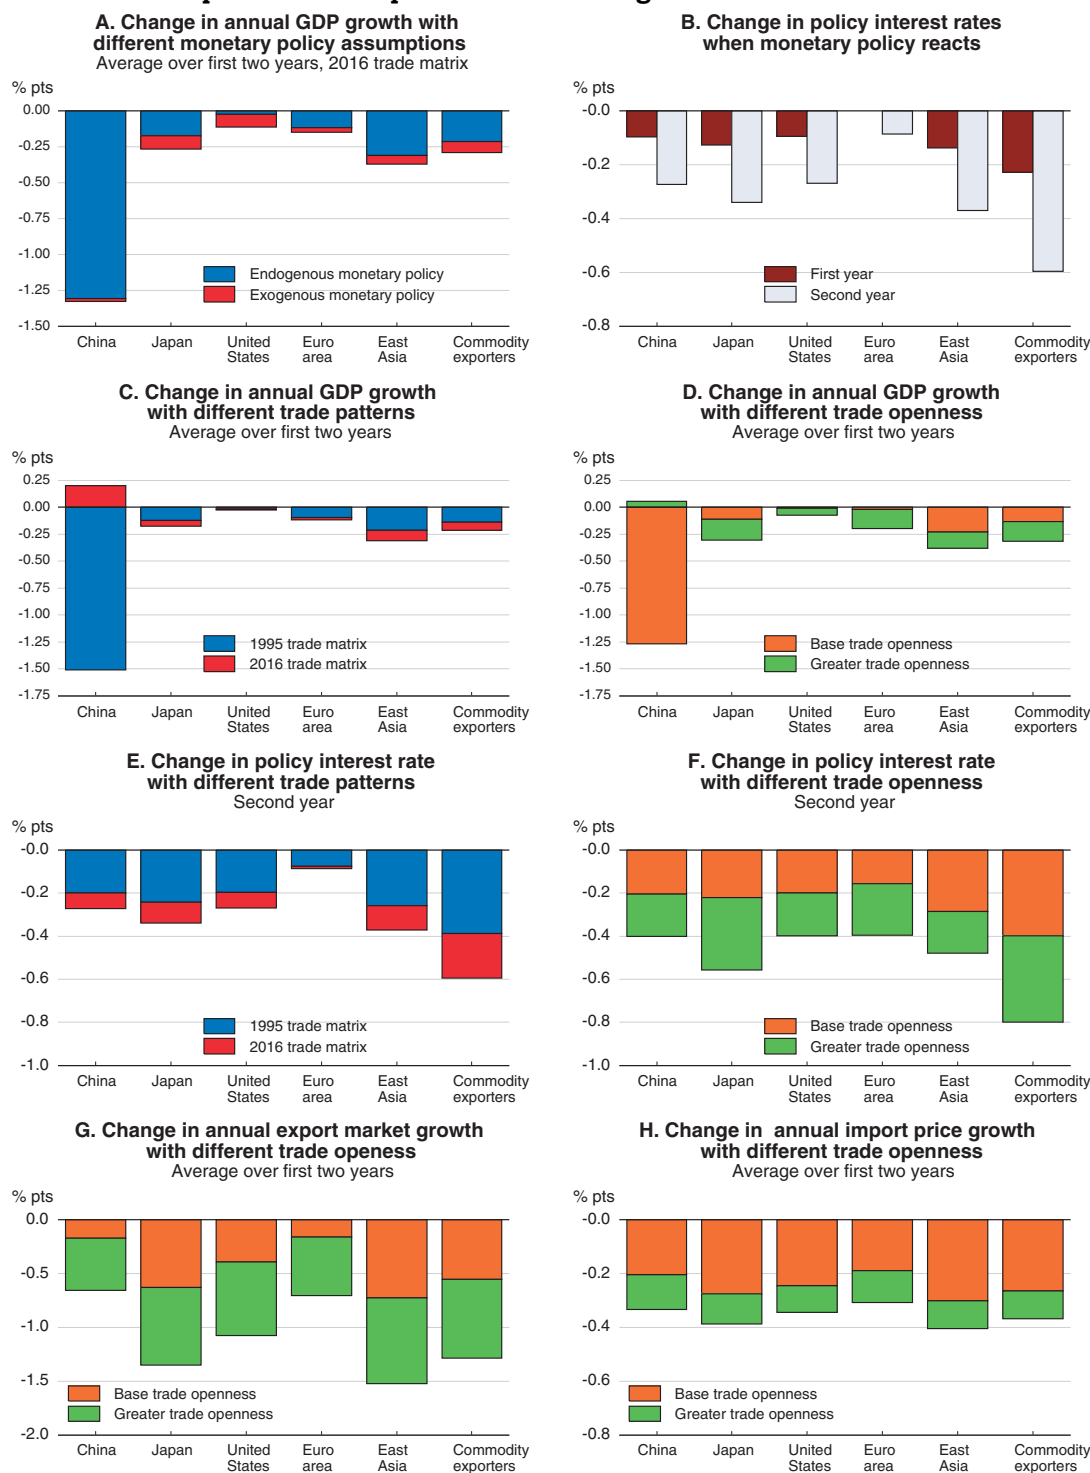 A. Change in annual GDP growth with
different monetary policy assumptions
Average over first two years, 2016 trade matrix
% pts
0.00
-0.25
-0.50
-0.75
-1.00
-1.25
-1.50
Endogenous monetary policy
Exogenous monetary policy
China Japan United States Euro area East Asia Commodity exporters
B. Change in policy interest rates
when monetary policy reacts
% pts
-0.0
-0.2
-0.4
-0.6
-0.8
First year
Second year
China Japan United States Euro area East Asia Commodity exporters
C. Change in annual GDP growth
with different trade patterns
Average over first two years
% pts
0.25
0.00
-0.25
-0.50
-0.75
-1.00
-1.25
-1.50
-1.75
1995 trade matrix
2016 trade matrix
China Japan United States Euro area East Asia Commodity exporters
D. Change in annual GDP growth
with different trade openness
Average over first two years
% pts
0.25
0.00
-0.25
-0.50
-0.75
-1.00
-1.25
-1.50
-1.75
Base trade openness
Greater trade openness
China Japan United States Euro area East Asia Commodity exporters
E. Change in policy interest rate
with different trade patterns
Second year
% pts
-0.0
-0.2
-0.4
-0.6
-0.8
-1.0
1995 trade matrix
2016 trade matrix
China Japan United States Euro area East Asia Commodity exporters
F. Change in policy interest rate
with different trade openness
Second year
% pts
-0.0
-0.2
-0.4
-0.6
-0.8
-1.0
Base trade openness
Greater trade openness
China Japan United States Euro area East Asia Commodity exporters
G. Change in annual export market growth
with different trade openess
Average over first two years
% pts
0.0
-0.5
-1.0
-1.5
-2.0
Base trade openness
Greater trade openness
China Japan United States Euro area East Asia Commodity exporters
H. Change in annual import price growth
with different trade openness
Average over first two years
% pts
-0.0
-0.2
-0.4
-0.6
-0.8
Base trade openness
Greater trade openness
China Japan United States Euro area East Asia Commodity exporters